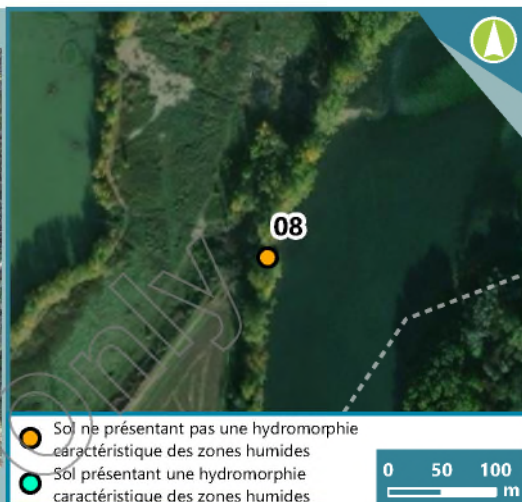 08
Sol ne présentant pas une hydromorphie
caractéristique des zones humides
Sol présentant une hydromorphie
caractéristique des zones humides
0 50 100
m
only